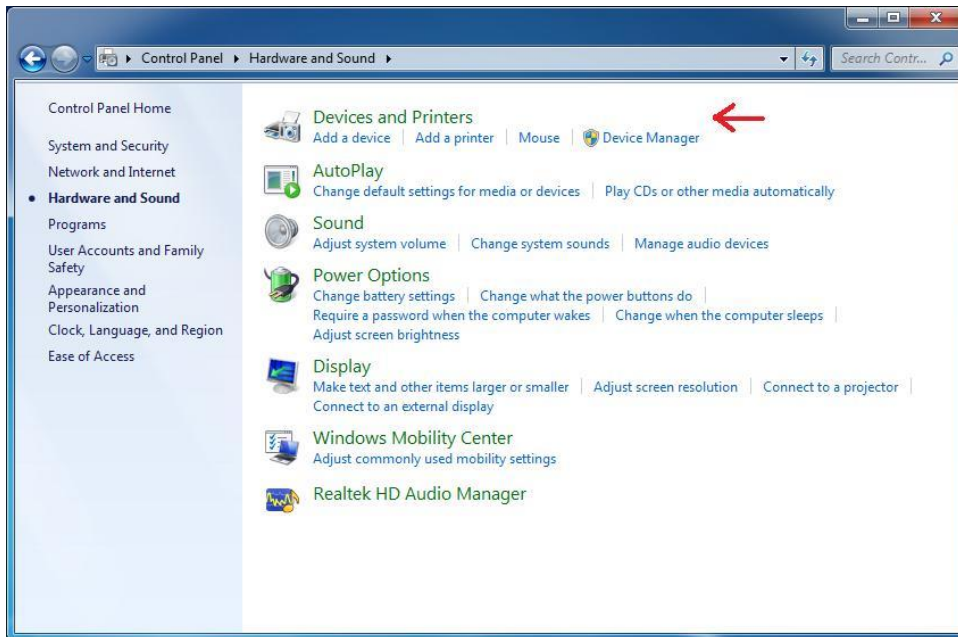 Control Panel Hardware and Sound
Search Contr...
Control Panel Home
System and Security
Network and Internet
Hardware and Sound
Programs
User Accounts and Family
Safety
Appearance and
Personalization
Clock, Language, and Region
Ease of Access
Devices and Printers
Add a device Add a printer Mouse Device Manager
AutoPlay
Change default settings for media or devices Play CDs or other media automatically
Sound
Adjust system volume Change system sounds Manage audio devices
Power Options
Change battery settings Change what the power buttons do
Require a password when the computer wakes Change when the computer sleeps
Adjust screen brightness
Display
Make text and other items larger or smaller Adjust screen resolution Connect to a projector
Connect to an external display
Windows Mobility Center
Adjust commonly used mobility settings
Realtek HD Audio Manager